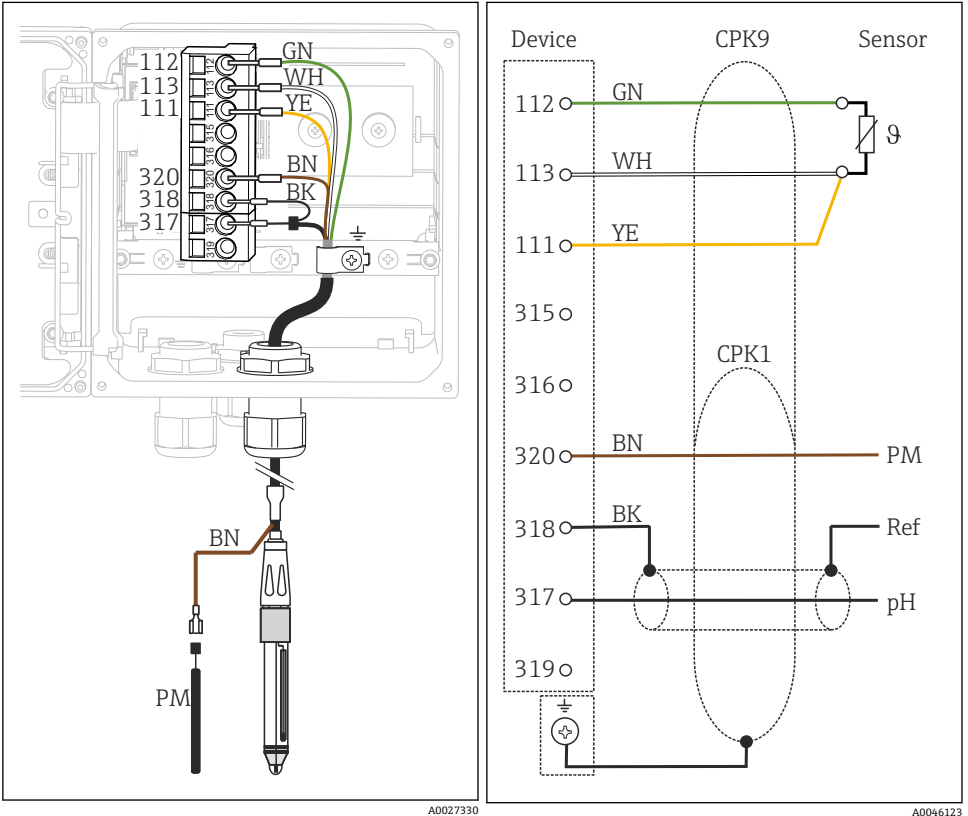 112
113
111
320
318
317
112
113
111
315
316
320
318
317
319
GN
WH
YE
BN
BK
BN
PM
A0027330
Device
CPK9
Sensor
112
GN
ϑ
113
WH
111
YE
315
CPK1
316
320
BN
PM
318
BK
Ref
317
pH
319
A0046123